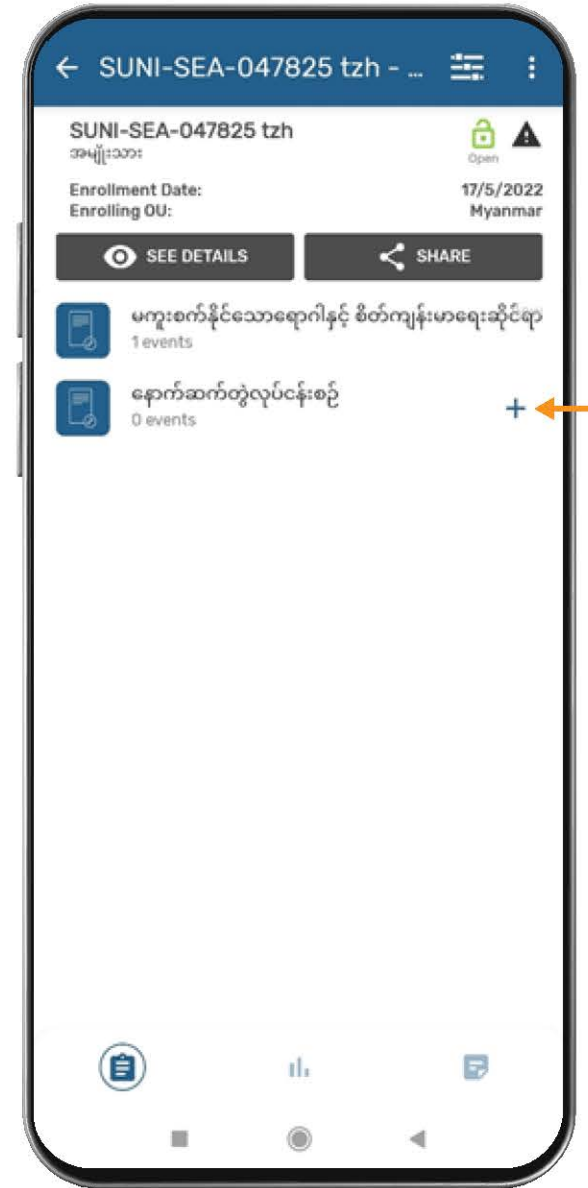 SUNI-SEA-047825 tzh - ...
SUNI-SEA-047825 tzh
အမျိုးသား
Open
Enrollment Date:
17/5/2022
Enrolling OU:
Myanmar
SEE DETAILS
SHARE
မကူးစက်နိုင်သောရောဂါနှင့် စိတ်ကျန်းမာရေးဆိုင်ရာ
1 events
နောက်ဆက်တွဲလုပ်ငန်းစဉ်
0 events
+